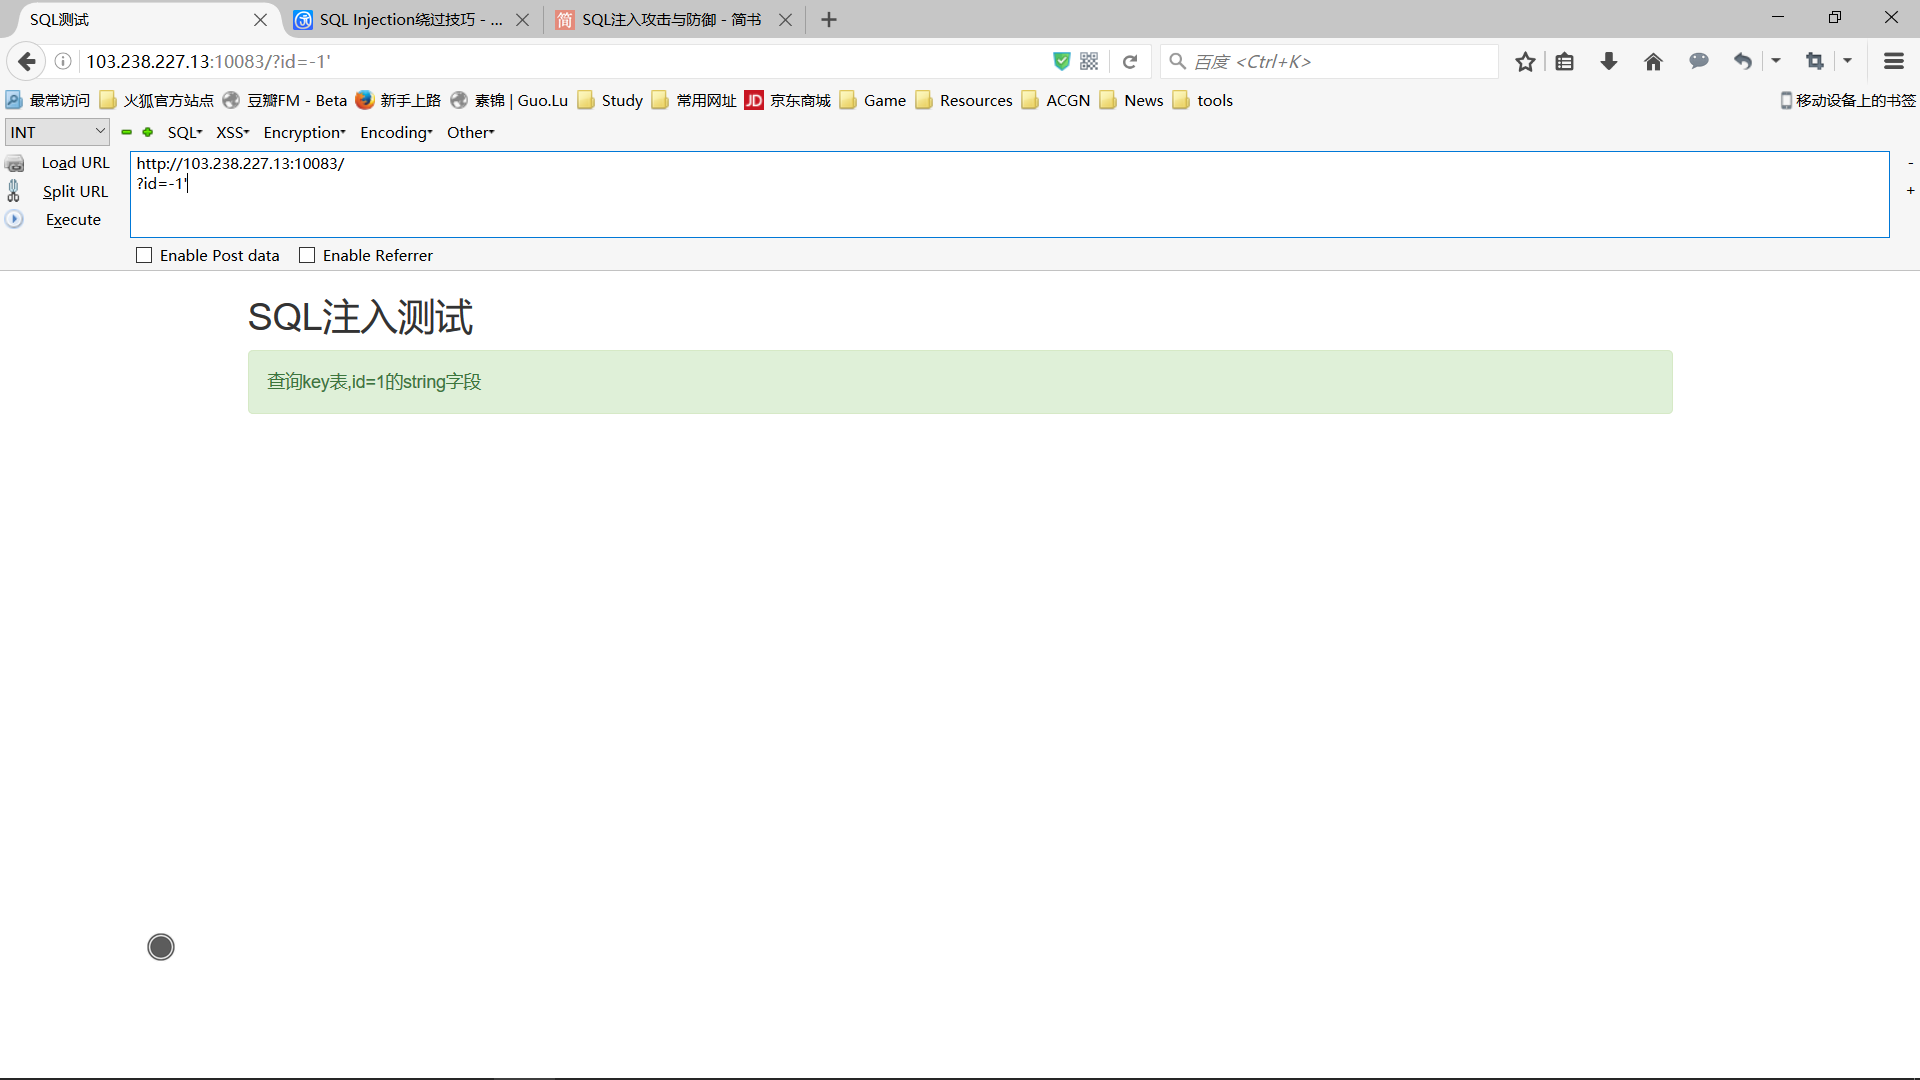 SQL测试
SQL Injection绕过技巧 - ...
简 SQL注入攻击与防御 - 简书
103.238.227.13:10083/?id=-1'
百度 <Ctrl+K>
最常访问 火狐官方站点 豆瓣FM - Beta 新手上路 素锦 | Guo.Lu Study 常用网址 JD 京东商城 Game Resources ACGN News tools 移动设备上的书签
INT SQL XSS Encryption Encoding Other
Load URL
Split URL
Execute
http://103.238.227.13:10083/
?id=-1'
-
+
Enable Post data Enable Referrer
SQL注入测试
查询key表,id=1的string字段